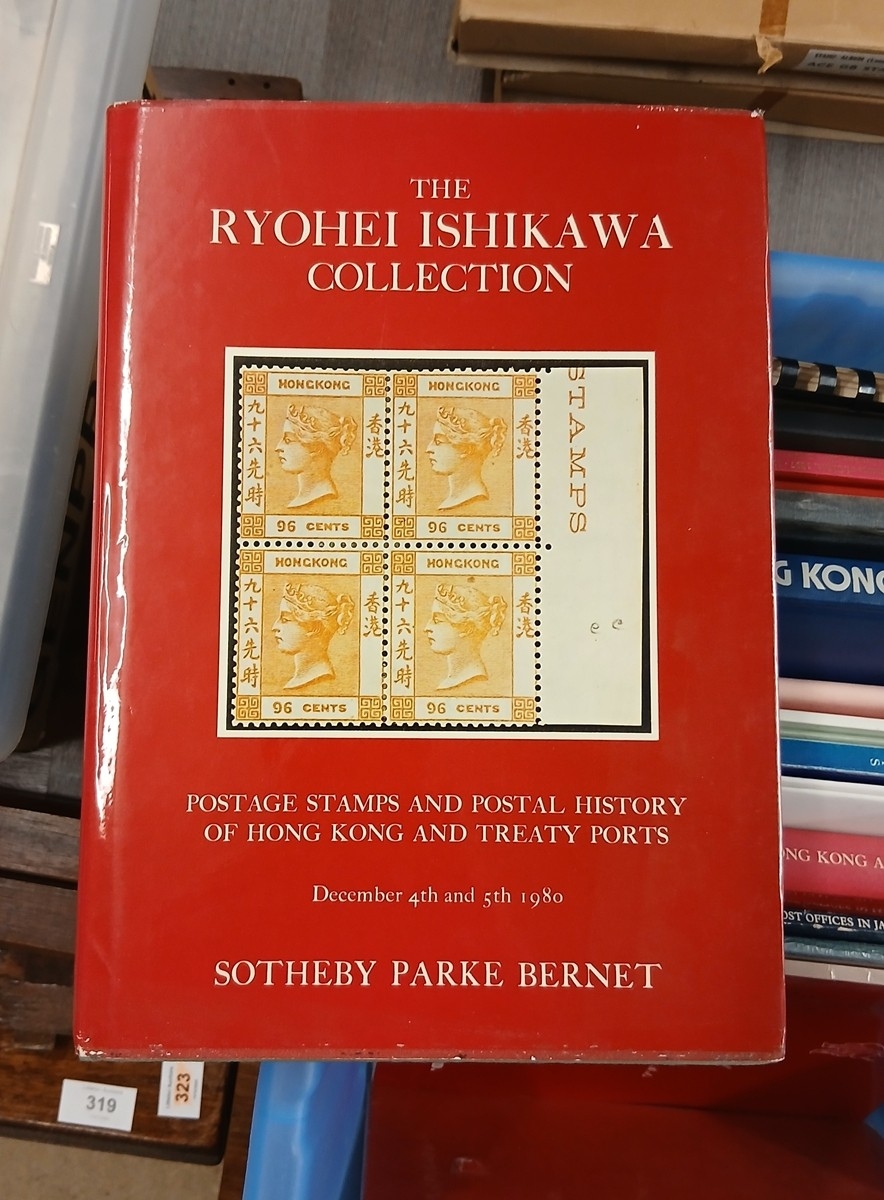 THE
RYOHEI ISHIKAWA
COLLECTION
HONGKONG
九十六先時
香港
96 CENTS
HONGKONG
九十六先時
香港
96 CENTS
STAMPS
HONGKONG
九十六先時
香港
96 CENTS
HONGKONG
九十六先時
香港
96 CENTS
e e
POSTAGE STAMPS AND POSTAL HISTORY
OF HONG KONG AND TREATY PORTS
December 4th and 5th 1980
SOTHEBY PARKE BERNET
G KONG
NG KONG A
OST OFFICES IN JA
319
323